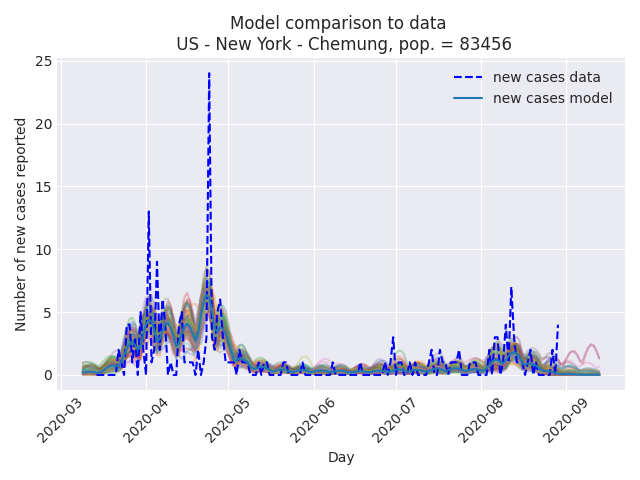 Model comparison to data
US - New York - Chemung, pop. = 83456
25
20
15
10
5
0
Number of new cases reported
new cases data
new cases model
2020-03
2020-04
2020-05
2020-06
2020-07
2020-08
2020-09
Day